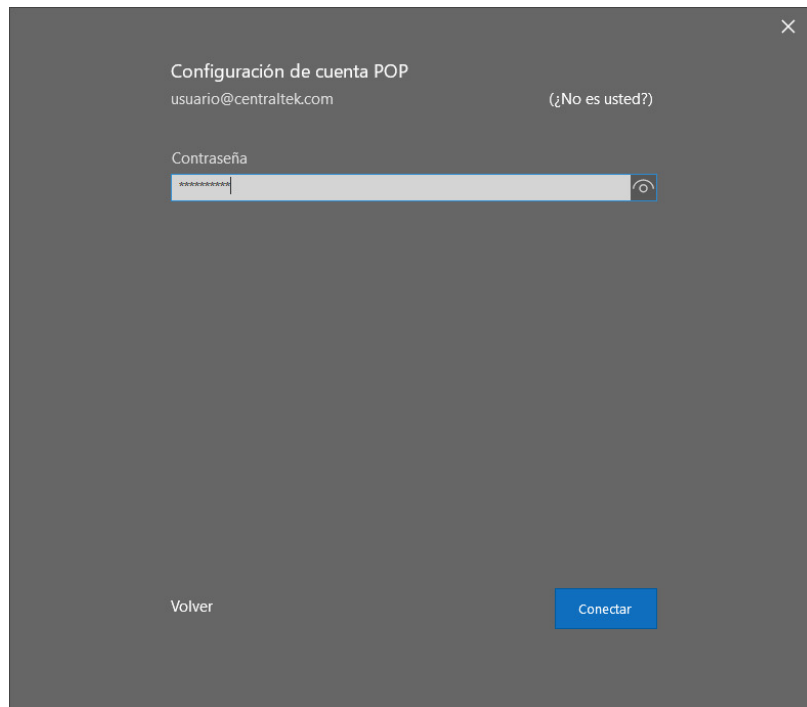 Configuración de cuenta POP
usuario@centraltek.com (¿No es usted?)
Contraseña
**********
Volver Conectar